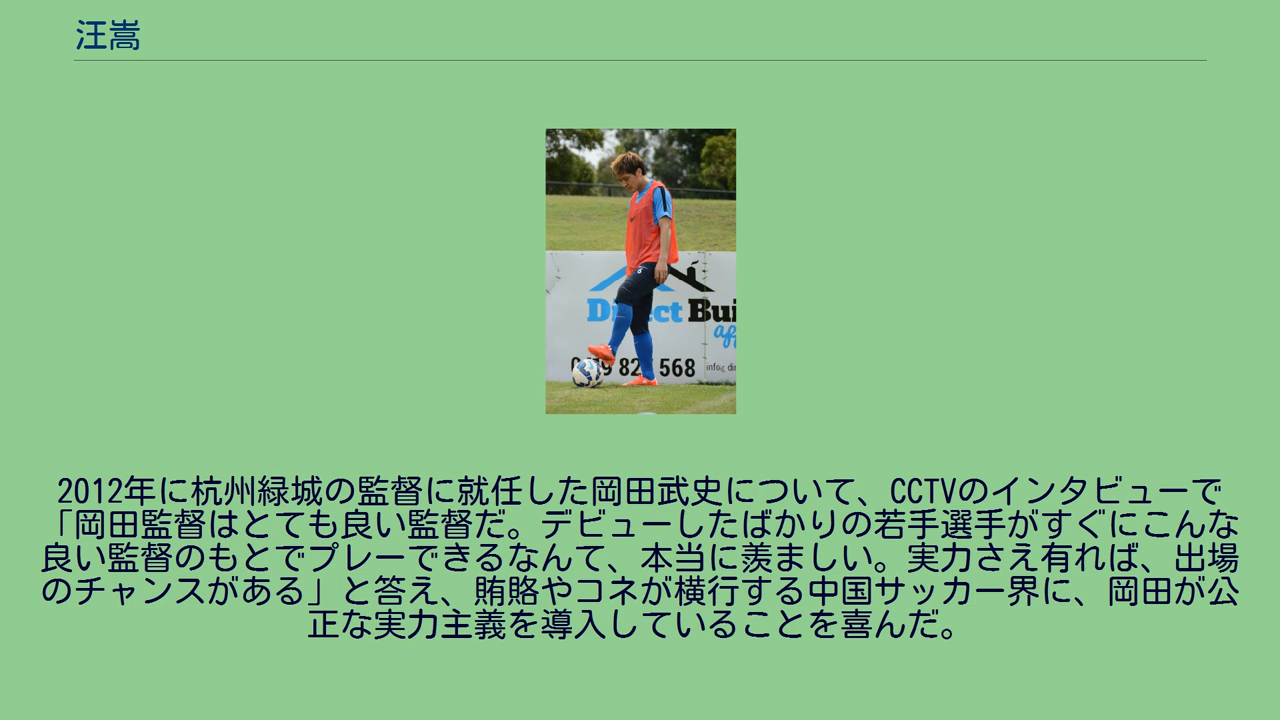 汪嵩
Bui
568
2012年に杭州緑城の監督に就任した岡田武史について、CCTVのインタビューで
「岡田監督はとても良い監督だ。デビューしたばかりの若手選手がすぐにこんな
良い監督のもとでプレーできるなんて、本当に羨ましい。実力さえ有れば、出場
のチャンスがある」と答え、賄賂やコネが横行する中国サッカー界に、岡田が公
正な実力主義を導入していることを喜んだ。